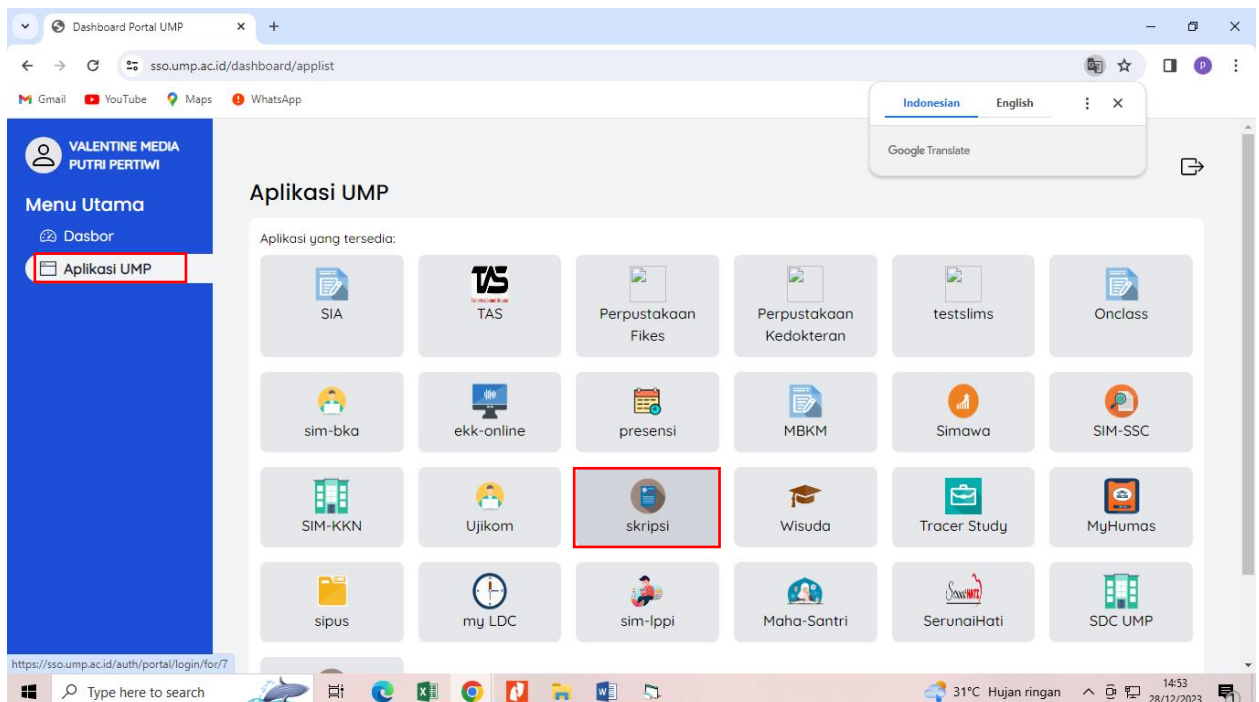 Dashboard Portal UMP
sso.ump.ac.id/dashboard/applist
Gmail YouTube Maps WhatsApp
Indonesian English
Google Translate
VALENTINE MEDIA
PUTRI PERTIWI
Menu Utama
Dasbor
Aplikasi UMP
Aplikasi UMP
Aplikasi yang tersedia:
SIA
TAS
TAS
Perpustakaan
Fikes
Perpustakaan
Kedokteran
testslims
Onclass
sim-bka
ekk-online
presensi
MBKM
Simawa
SIM-SSC
SIM-KKN
Ujikom
skripsi
Wisuda
Tracer Study
MyHumas
sipus
my LDC
sim-lppi
Maha-Santri
SerunaiHati
SDC UMP
https://sso.ump.ac.id/auth/portal/login/for/7
Type here to search
31°C Hujan ringan
14:53
28/12/2023